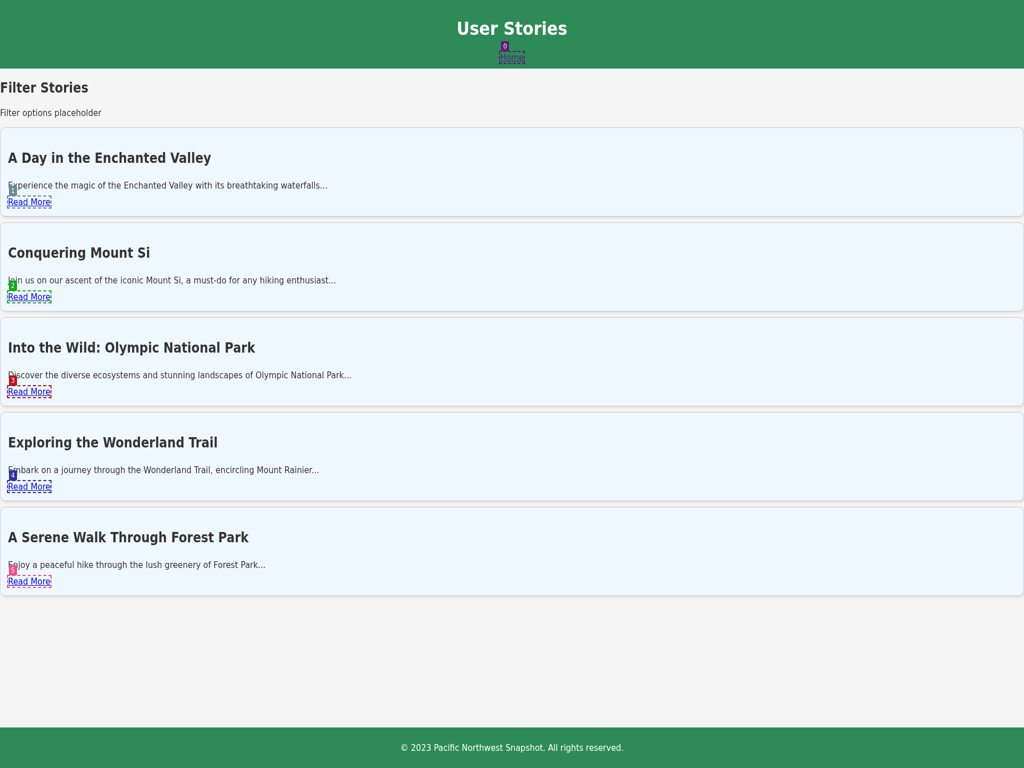 User Stories
0
Home
Filter Stories
Filter options placeholder
A Day in the Enchanted Valley
Experience the magic of the Enchanted Valley with its breathtaking waterfalls...
1
Read More
Conquering Mount Si
Join us on our ascent of the iconic Mount Si, a must-do for any hiking enthusiast...
2
Read More
Into the Wild: Olympic National Park
Discover the diverse ecosystems and stunning landscapes of Olympic National Park...
3
Read More
Exploring the Wonderland Trail
Embark on a journey through the Wonderland Trail, encircling Mount Rainier...
4
Read More
A Serene Walk Through Forest Park
Enjoy a peaceful hike through the lush greenery of Forest Park...
5
Read More
© 2023 Pacific Northwest Snapshot. All rights reserved.